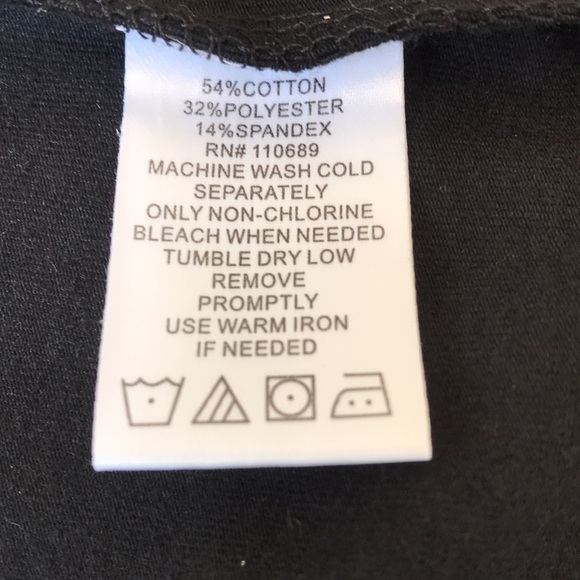 54%COTTON
32%POLYESTER
14%SPANDEX
RN# 110689
MACHINE WASH COLD
SEPARATELY
ONLY NON-CHLORINE
BLEACH WHEN NEEDED
TUMBLE DRY LOW
REMOVE
PROMPTLY
USE WARM IRON
IF NEEDED